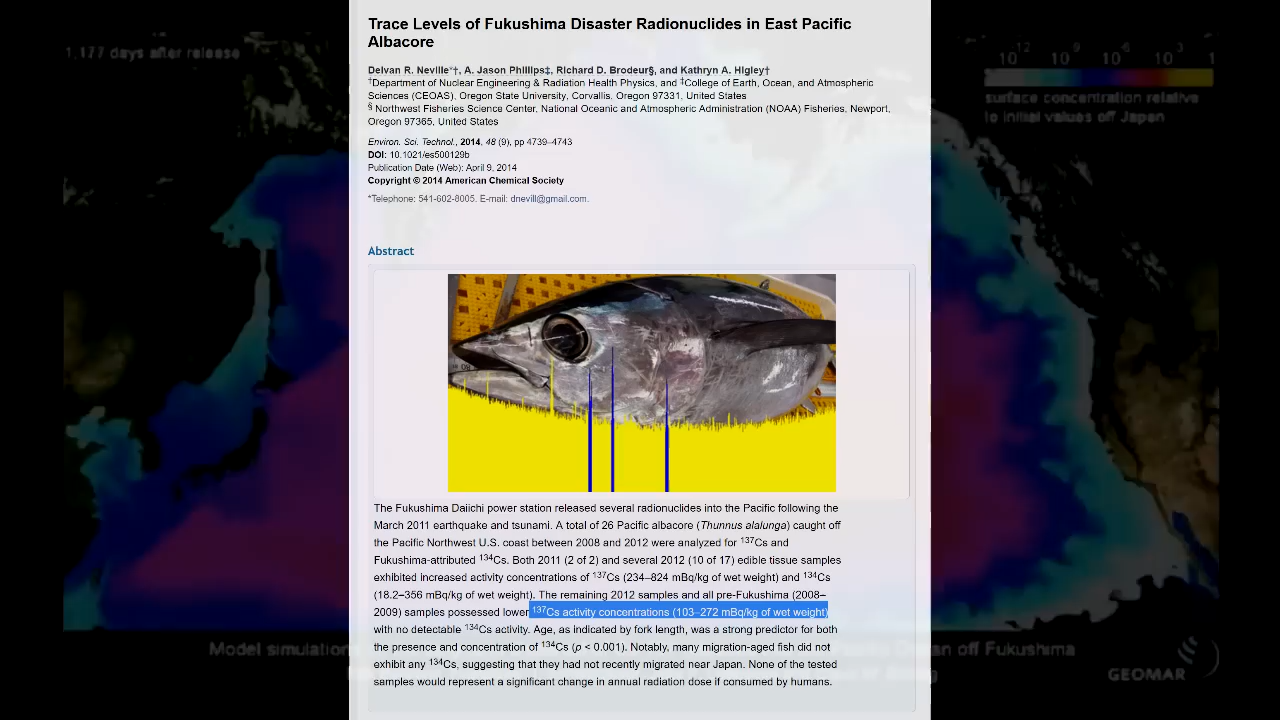 Trace Levels of Fukushima Disaster Radionuclides in East Pacific
Albacore
Delvan R. Neville*†, A. Jason Phillips‡, Richard D. Brodeur§, and Kathryn A. Higley†
†Department of Nuclear Engineering & Radiation Health Physics, and ‡College of Earth, Ocean, and Atmospheric
Sciences (CEOAS), Oregon State University, Corvallis, Oregon 97331, United States
§ Northwest Fisheries Science Center, National Oceanic and Atmospheric Administration (NOAA) Fisheries, Newport,
Oregon 97365, United States
Environ. Sci. Technol., 2014, 48 (9), pp 4739–4743
DOI: 10.1021/es500129b
Publication Date (Web): April 9, 2014
Copyright © 2014 American Chemical Society
*Telephone: 541-602-8005. E-mail: dnevill@gmail.com.
Abstract
The Fukushima Daiichi power station released several radionuclides into the Pacific following the
March 2011 earthquake and tsunami. A total of 26 Pacific albacore (Thunnus alalunga) caught off
the Pacific Northwest U.S. coast between 2008 and 2012 were analyzed for 137Cs and
Fukushima-attributed 134Cs. Both 2011 (2 of 2) and several 2012 (10 of 17) edible tissue samples
exhibited increased activity concentrations of 137Cs (234–824 mBq/kg of wet weight) and 134Cs
(18.2–356 mBq/kg of wet weight). The remaining 2012 samples and all pre-Fukushima (2008–
2009) samples possessed lower 137Cs activity concentrations (103–272 mBq/kg of wet weight)
with no detectable 134Cs activity. Age, as indicated by fork length, was a strong predictor for both
the presence and concentration of 134Cs (p < 0.001). Notably, many migration-aged fish did not
exhibit any 134Cs, suggesting that they had not recently migrated near Japan. None of the tested
samples would represent a significant change in annual radiation dose if consumed by humans.
1,177 days after release
10-12 10-9 10-6 10-3 1
surface concentration relative
to initial values off Japan
Model simulation
an off Fukushima
GEOMAR